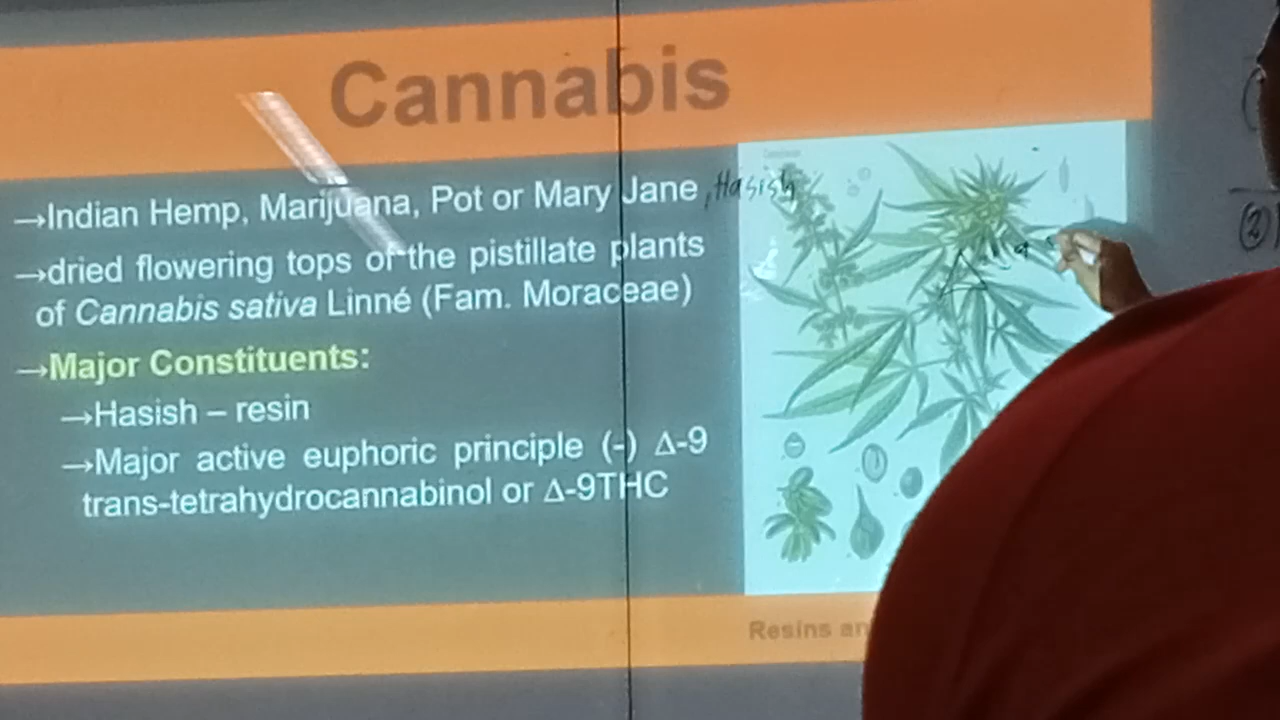 Cannabis
→Indian Hemp, Marijuana, Pot or Mary Jane , Hasish
→dried flowering tops of the pistillate plants
of Cannabis sativa Linné (Fam. Moraceae)
→Major Constituents:
→Hasish – resin
→Major active euphoric principle (-) Δ-9
trans-tetrahydrocannabinol or Δ-9THC
Resins
②